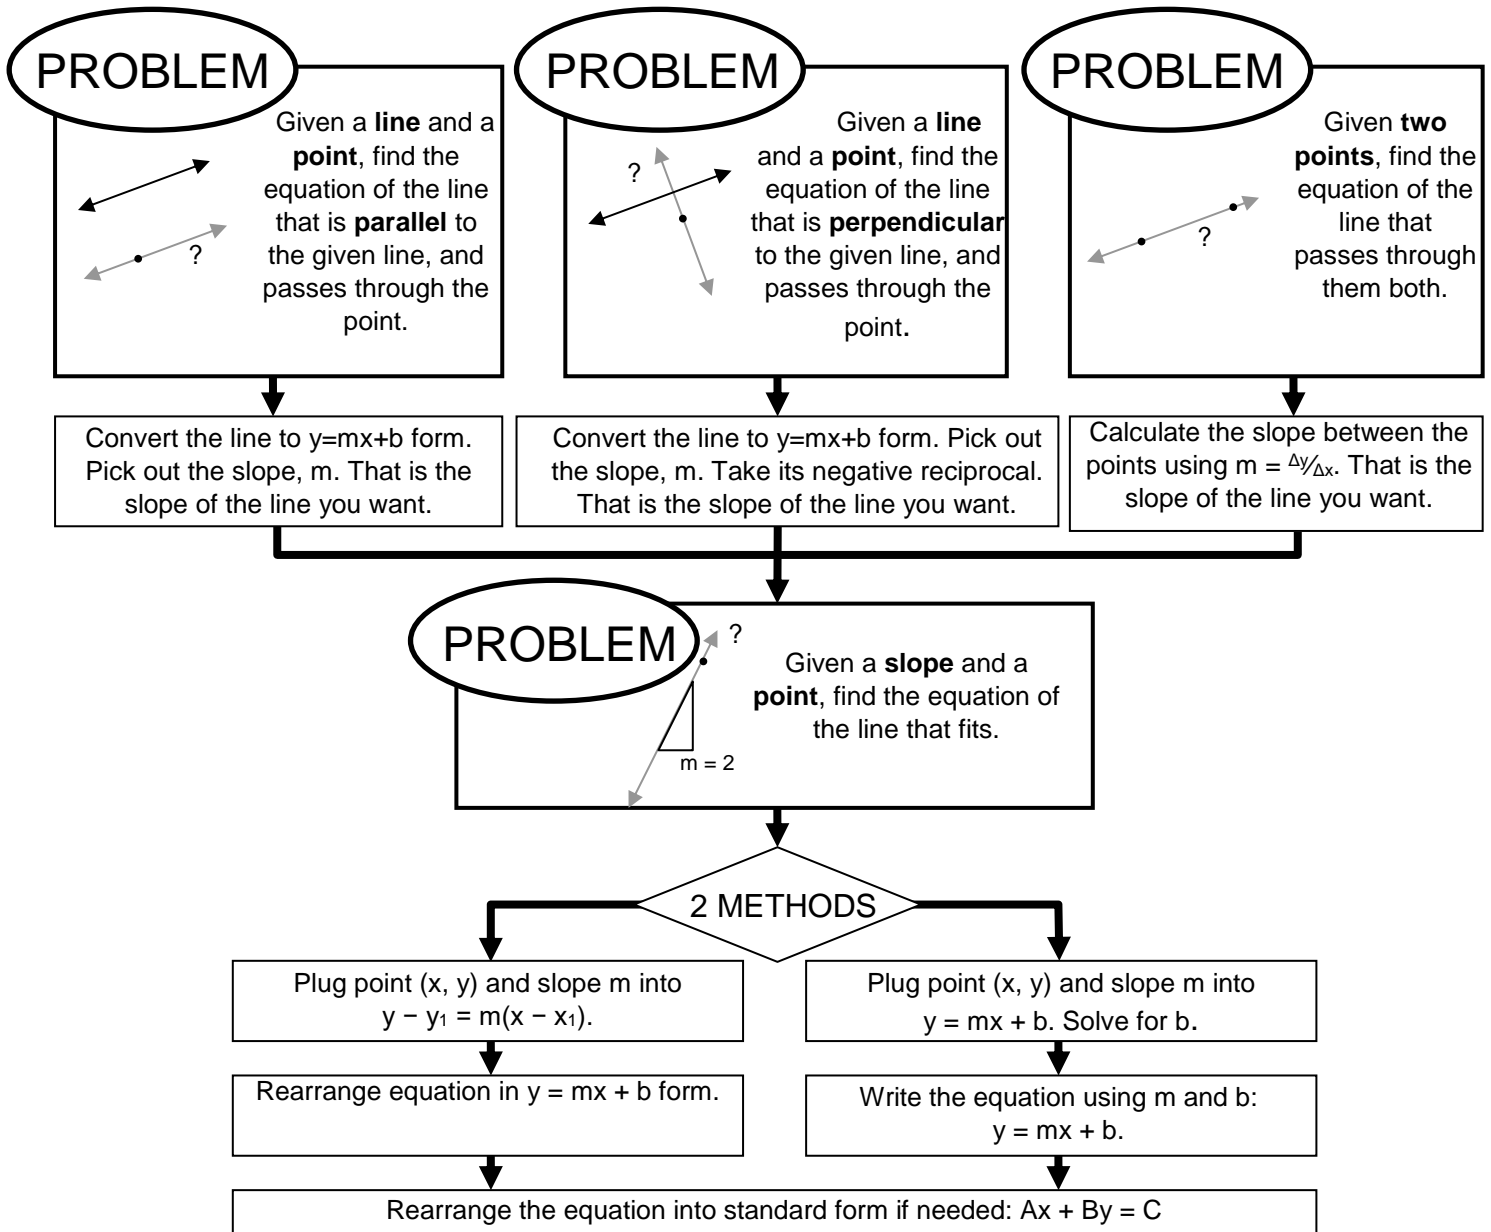 PROBLEM
Given a line and a
point, find the
equation of the line
that is parallel to
the given line, and
passes through the
point.
?
PROBLEM
Given a line
and a point, find the
equation of the line
that is perpendicular
to the given line, and
passes through the
point.
?
PROBLEM
Given two
points, find the
equation of the
line that
passes through
them both.
?
Convert the line to y=mx+b form.
Pick out the slope, m. That is the
slope of the line you want.
Convert the line to y=mx+b form. Pick out
the slope, m. Take its negative reciprocal.
That is the slope of the line you want.
Calculate the slope between the
points using m = Δy⁄Δx. That is the
slope of the line you want.
PROBLEM
?
Given a slope and a
point, find the equation of
the line that fits.
m = 2
2 METHODS
Plug point (x, y) and slope m into
y − y₁ = m(x − x₁).
Rearrange equation in y = mx + b form.
Plug point (x, y) and slope m into
y = mx + b. Solve for b.
Write the equation using m and b:
y = mx + b.
Rearrange the equation into standard form if needed: Ax + By = C